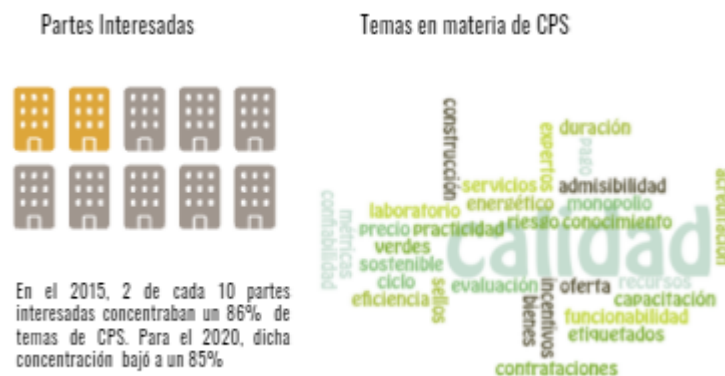 Partes Interesadas
Temas en materia de CPS
En el 2015, 2 de cada 10 partes
interesadas concentraban un 86% de
temas de CPS. Para el 2020, dicha
concentración bajó a un 85%
construcción
expertos
duración
pago
acreditación
servicios
admisibilidad
energético
monopolio
laboratorio
riesgo
conocimiento
precio
practicidad
calidad
contabilidad
métricas
verdes
sostenible
ciclo
evaluación
oferta
recursos
eficiencia
sellos
bienes
incentivos
capacitación
funcionabilidad
etiquetados
contrataciones